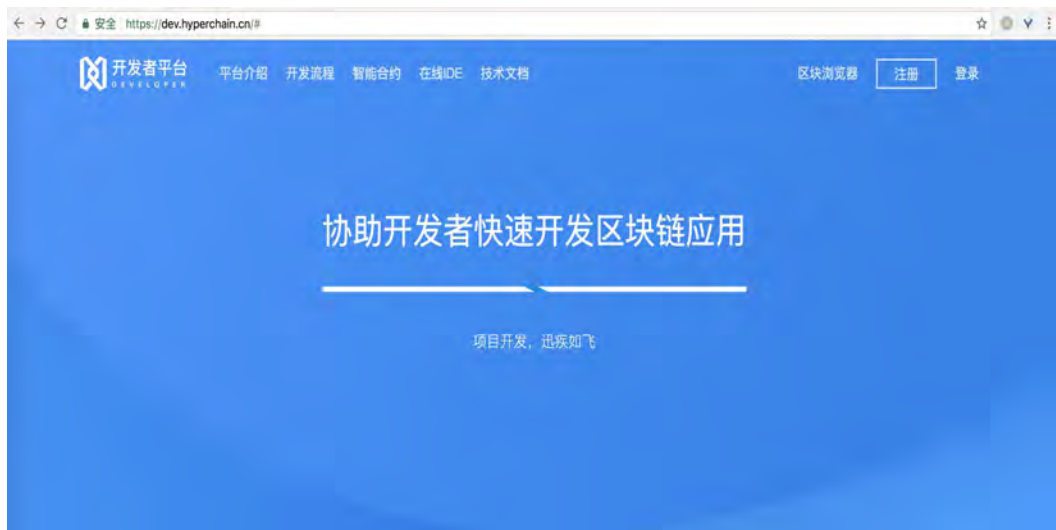 安全 https://dev.hyperchain.cn/#
开发者平台 平台介绍 开发流程 智能合约 在线IDE 技术文档 区块浏览器 注册 登录
DEVELOPER
协助开发者快速开发区块链应用
项目开发，迅疾如飞